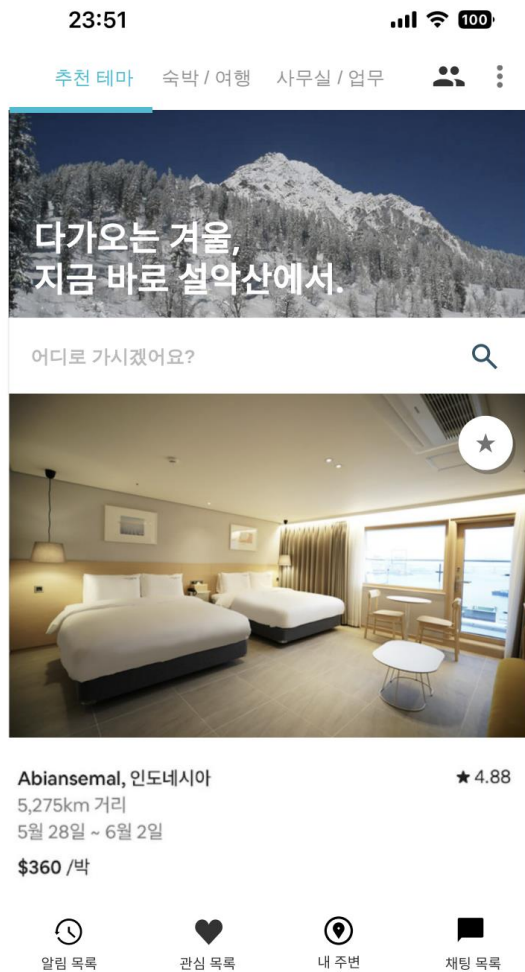 23:51
100
추천 테마
숙박 / 여행
사무실 / 업무
다가오는 겨울,
지금 바로 설악산에서.
어디로 가시겠어요?
Abiansemal, 인도네시아
★ 4.88
5,275km 거리
5월 28일 ~ 6월 2일
$360 /박
알림 목록
관심 목록
내 주변
채팅 목록